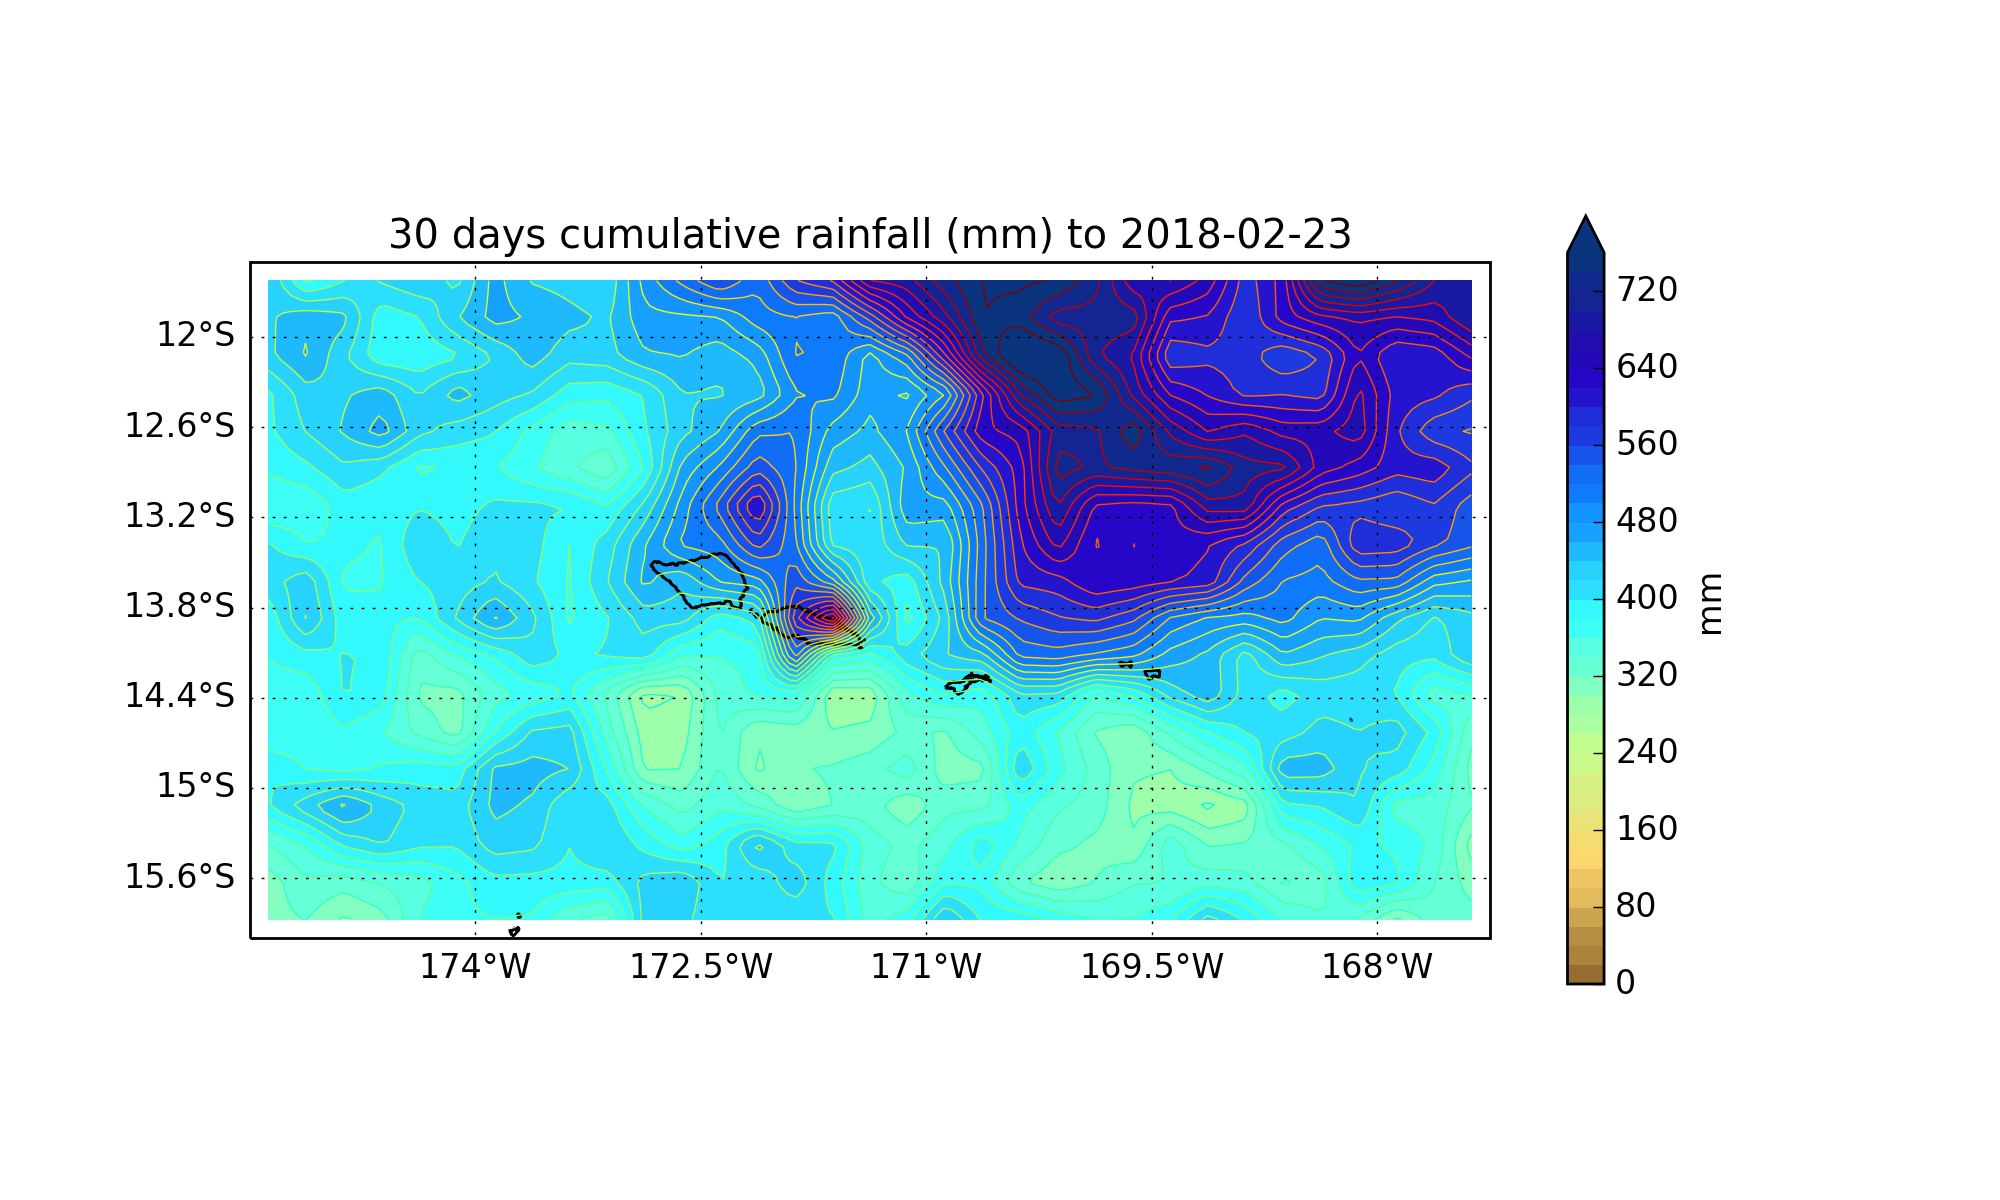 30 days cumulative rainfall (mm) to 2018-02-23
12°S
12.6°S
13.2°S
13.8°S
14.4°S
15°S
15.6°S
174°W
172.5°W
171°W
169.5°W
168°W
720
640
560
480
400
320
240
160
80
0
mm